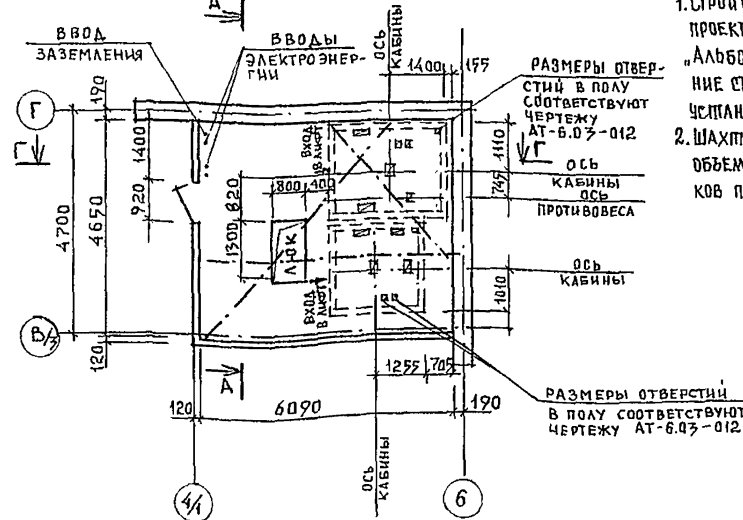 А
ВВОД
ЗАЗЕМЛЕНИЯ
ВВОДЫ
ЭЛЕКТРОЭНЕР-
ГИИ
ОСЬ
КАБИНЫ
1400
155
РАЗМЕРЫ ОТВЕР-
СТИЙ В ПОЛУ
СООТВЕТСТВУЮТ
ЧЕРТЕЖУ
АТ-6.03-012
1. СТРОИТ
ПРОЕКТ
„АЛЬБО
НИЕ СТ
УСТАН
2. ШАХТ
ОБЪЕМ
КОВ П
Г
190
Г
1400
920
4650
4700
820
800
400
1300
ЛЮК
ВХОД
В ЛИФТ
ВХОД
В ЛИФТ
Г
1110
745
ОСЬ
КАБИНЫ
ОСЬ
ПРОТИВОВЕСА
ОСЬ
КАБИНЫ
1010
В/3
120
А
1255
705
120
6090
190
РАЗМЕРЫ ОТВЕРСТИЙ
В ПОЛУ СООТВЕТСТВУЮТ
ЧЕРТЕЖУ АТ-6.03-012
ОСЬ
КАБИНЫ
4/1
6